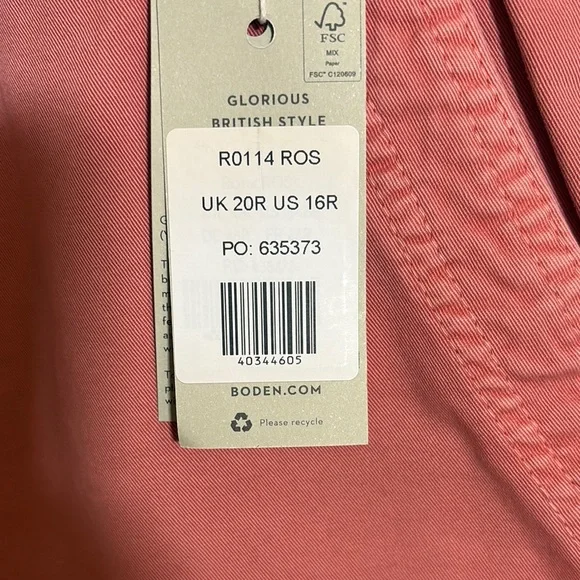 FSC
MIX
Paper
FSC™ C120609
GLORIOUS
BRITISH STYLE
R0114 ROS
UK 20R US 16R
PO: 635373
40344605
BODEN.COM
Please recycle